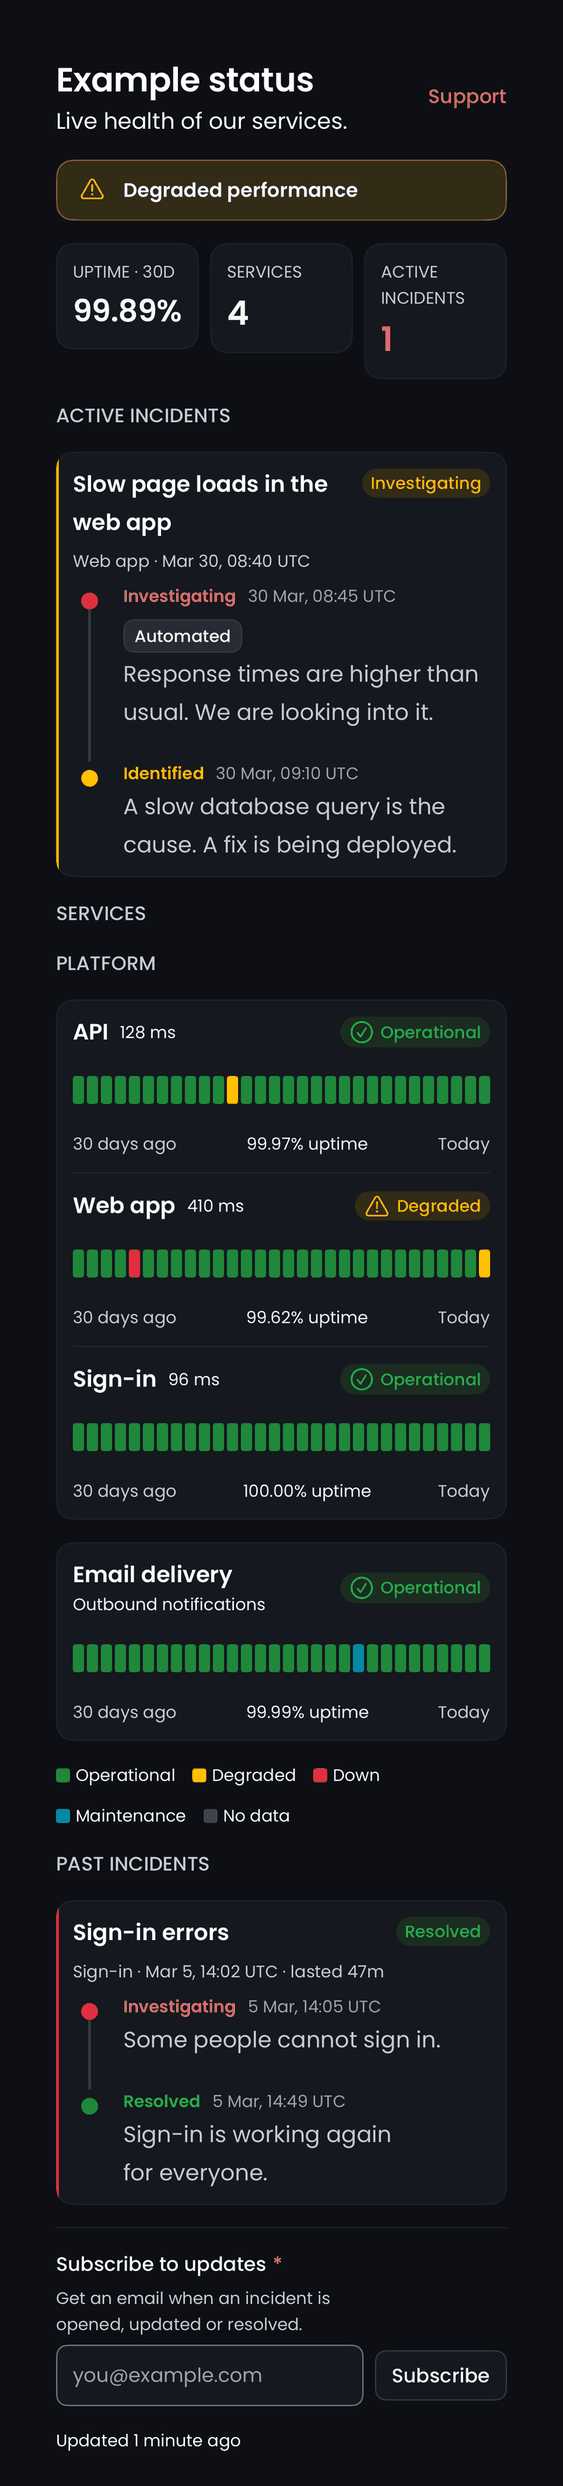 Example status
Live health of our services.
Support
Degraded performance
UPTIME · 30D
99.89%
SERVICES
4
ACTIVE
INCIDENTS
1
ACTIVE INCIDENTS
Slow page loads in the
web app
Investigating
Web app · Mar 30, 08:40 UTC
Investigating 30 Mar, 08:45 UTC
Automated
Response times are higher than
usual. We are looking into it.
Identified 30 Mar, 09:10 UTC
A slow database query is the
cause. A fix is being deployed.
SERVICES
PLATFORM
API 128 ms
Operational
30 days ago 99.97% uptime Today
Web app 410 ms
Degraded
30 days ago 99.62% uptime Today
Sign-in 96 ms
Operational
30 days ago 100.00% uptime Today
Email delivery
Outbound notifications
Operational
30 days ago 99.99% uptime Today
Operational Degraded Down
Maintenance No data
PAST INCIDENTS
Sign-in errors
Resolved
Sign-in · Mar 5, 14:02 UTC · lasted 47m
Investigating 5 Mar, 14:05 UTC
Some people cannot sign in.
Resolved 5 Mar, 14:49 UTC
Sign-in is working again
for everyone.
Subscribe to updates *
Get an email when an incident is
opened, updated or resolved.
you@example.com
Subscribe
Updated 1 minute ago